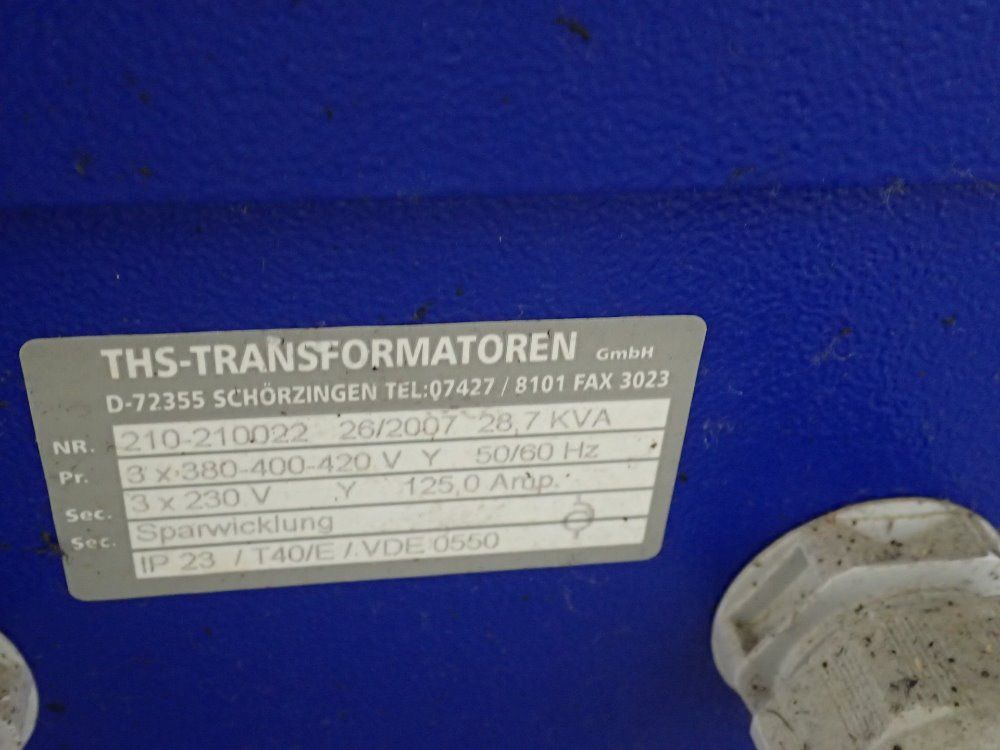 THS-TRANSFORMATOREN GmbH
D-72355 SCHÖRZINGEN TEL:07427 / 8101 FAX 3023
NR. 210-210022 26/2007 28,7 KVA
Pr. 3 x 380-400-420 V Y 50/60 Hz
Sec. 3 x 230 V Y 125,0 Amp.
Sec. Sparwicklung
IP 23 / T40/E / VDE 0550